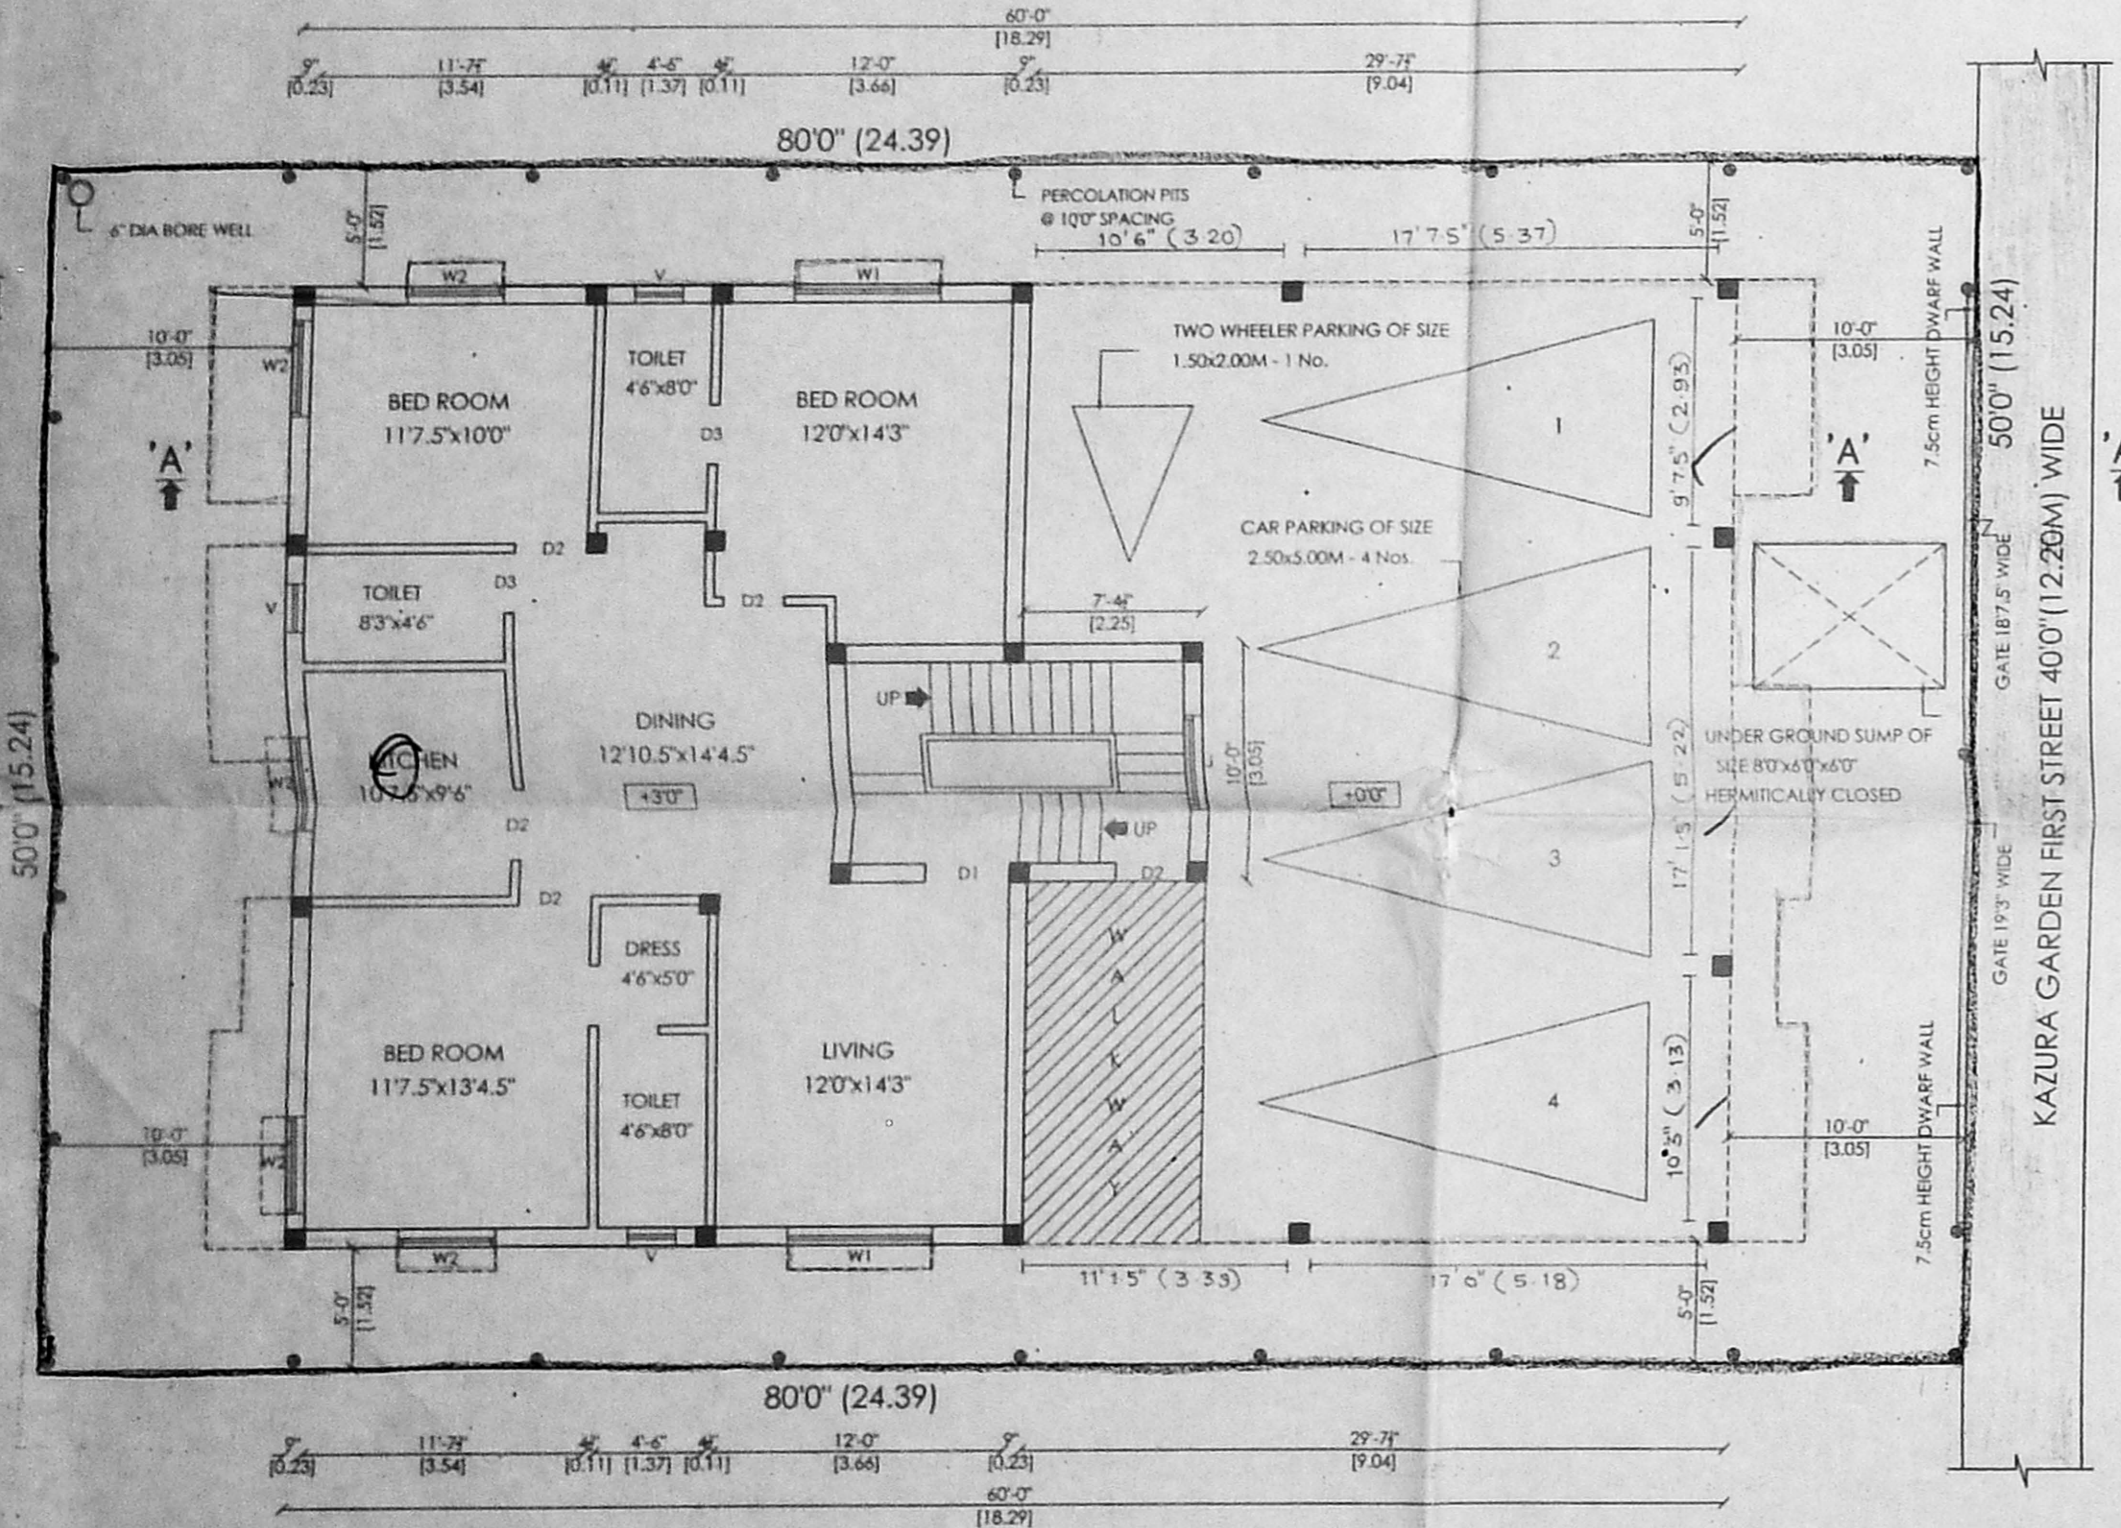 60'-0"
[18.29]
9" 11'-7½" 4½" 4'-6" 4½" 12'-0" 9" 29'-7½"
[0.23] [3.54] [0.11] [1.37] [0.11] [3.66] [0.23] [9.04]
80'0" (24.39)
6" DIA BORE WELL
5'-0"
[1.52]
PERCOLATION PITS
@ 10'0" SPACING
10'6" (3.20)
17'7.5" (5.37)
5'-0"
[1.52]
W2
V
W1
10'-0"
[3.05]
W2
BED ROOM
11'7.5"x10'0"
TOILET
4'6"x8'0"
D3
BED ROOM
12'0"x14'3"
TWO WHEELER PARKING OF SIZE
1.50x2.00M - 1 No.
1
9'7.5" (2.93)
10'-0"
[3.05]
7.5cm HEIGHT DWARF WALL
50'0" (15.24)
'A'
'A'
CAR PARKING OF SIZE
2.50x5.00M - 4 Nos.
D2
D3
TOILET
8'3"x4'6"
V
D2
7'-4½"
[2.25]
2
GATE 18'7.5" WIDE
KAZURA GARDEN FIRST STREET 40'0"(12.20M) WIDE
UP
DINING
12'10.5"x14'4.5"
+3'0"
KITCHEN
10'7.5"x9'6"
W2
D2
UP
10'-0"
[3.05]
+0'0"
17'1.5" (5.22)
UNDER GROUND SUMP OF
SIZE 8'0"x6'0"x6'0"
HERMITICALLY CLOSED
50'0" (15.24)
3
D1
D2
D2
GATE 19'3" WIDE
DRESS
4'6"x5'0"
WALKWAY
BED ROOM
11'7.5"x13'4.5"
LIVING
12'0"x14'3"
TOILET
4'6"x8'0"
4
10'3" (3.13)
7.5cm HEIGHT DWARF WALL
10'-0"
[3.05]
W2
10'-0"
[3.05]
W2
V
W1
11'1.5" (3.39)
17'0" (5.18)
5'-0"
[1.52]
5'-0"
[1.52]
80'0" (24.39)
9" 11'-7½" 4½" 4'-6" 4½" 12'-0" 9" 29'-7½"
[0.23] [3.54] [0.11] [1.37] [0.11] [3.66] [0.23] [9.04]
60'-0"
[18.29]